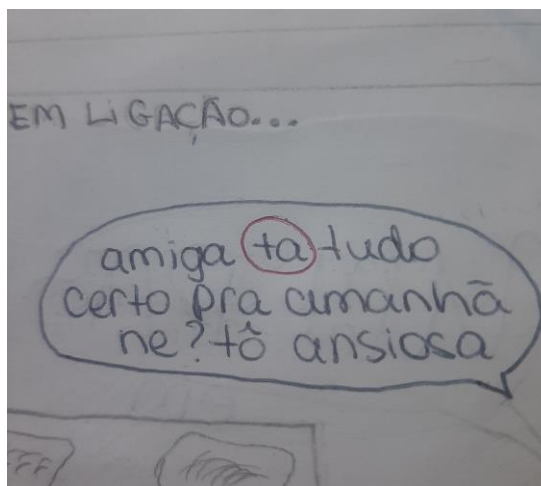 EM LIGAÇÃO...
amiga ta tudo
certo pra amanhã
ne? tô ansiosa